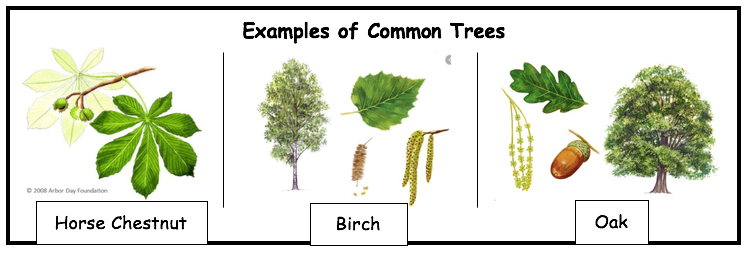 Examples of Common Trees
© 2008 Arbor Day Foundation
Horse Chestnut
Birch
Oak